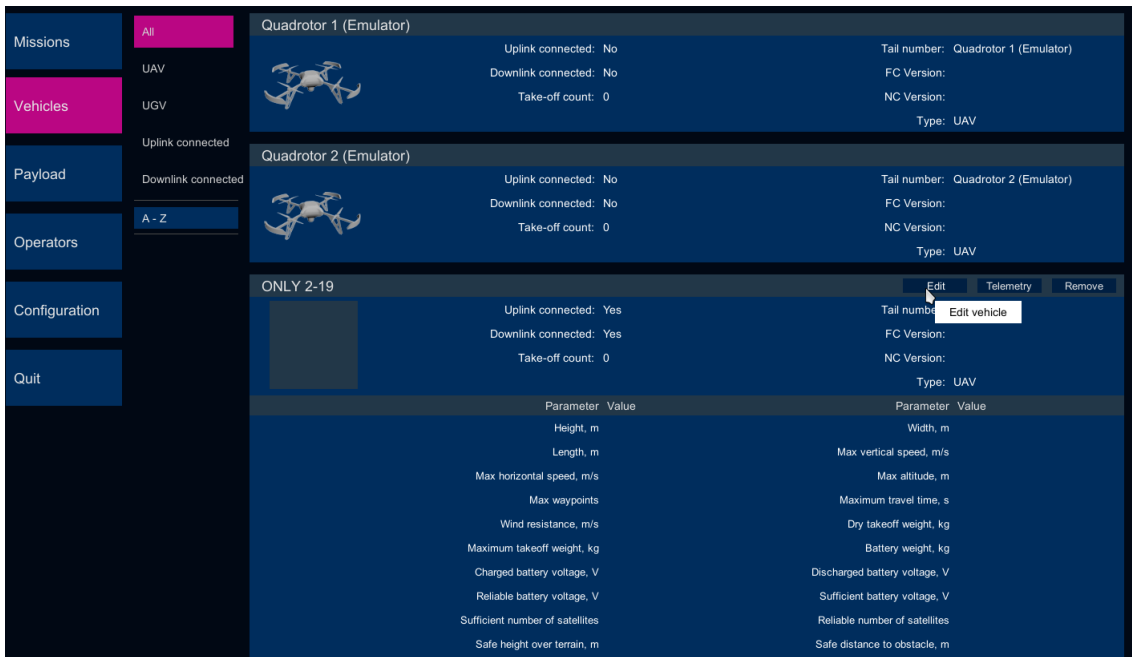 Missions
Vehicles
Payload
Operators
Configuration
Quit
All
UAV
UGV
Uplink connected
Downlink connected
A - Z
Quadrotor 1 (Emulator)
Uplink connected: No
Tail number: Quadrotor 1 (Emulator)
Downlink connected: No
FC Version:
Take-off count: 0
NC Version:
Type: UAV
Quadrotor 2 (Emulator)
Uplink connected: No
Tail number: Quadrotor 2 (Emulator)
Downlink connected: No
FC Version:
Take-off count: 0
NC Version:
Type: UAV
ONLY 2-19
Edit Telemetry Remove
Edit vehicle
Uplink connected: Yes
Tail numbe
Downlink connected: Yes
FC Version:
Take-off count: 0
NC Version:
Type: UAV
Parameter Value Parameter Value
Height, m Width, m
Length, m Max vertical speed, m/s
Max horizontal speed, m/s Max altitude, m
Max waypoints Maximum travel time, s
Wind resistance, m/s Dry takeoff weight, kg
Maximum takeoff weight, kg Battery weight, kg
Charged battery voltage, V Discharged battery voltage, V
Reliable battery voltage, V Sufficient battery voltage, V
Sufficient number of satellites Reliable number of satellites
Safe height over terrain, m Safe distance to obstacle, m